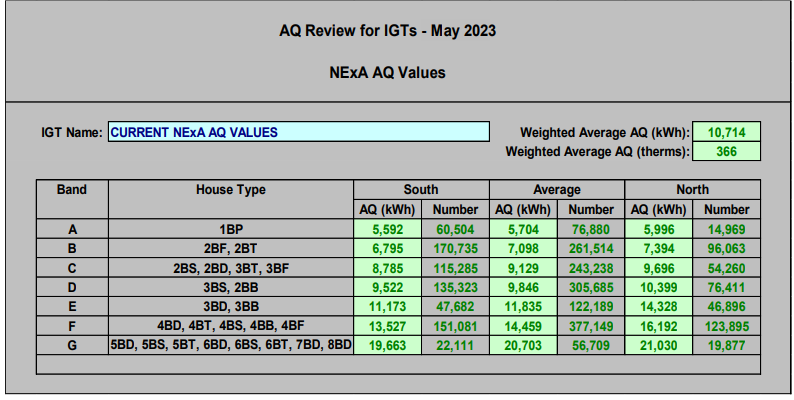 AQ Review for IGTs - May 2023
NExA AQ Values
IGT Name: CURRENT NExA AQ VALUES Weighted Average AQ (kWh): 10,714
Weighted Average AQ (therms): 366
Band House Type South Average North
AQ (kWh) Number AQ (kWh) Number AQ (kWh) Number
A 1BP 5,592 60,504 5,704 76,880 5,996 14,969
B 2BF, 2BT 6,795 170,735 7,098 261,514 7,394 96,063
C 2BS, 2BD, 3BT, 3BF 8,785 115,285 9,129 243,238 9,696 54,260
D 3BS, 2BB 9,522 135,323 9,846 305,685 10,399 76,411
E 3BD, 3BB 11,173 47,682 11,835 122,189 14,328 46,896
F 4BD, 4BT, 4BS, 4BB, 4BF 13,527 151,081 14,459 377,149 16,192 123,895
G 5BD, 5BS, 5BT, 6BD, 6BS, 6BT, 7BD, 8BD 19,663 22,111 20,703 56,709 21,030 19,877